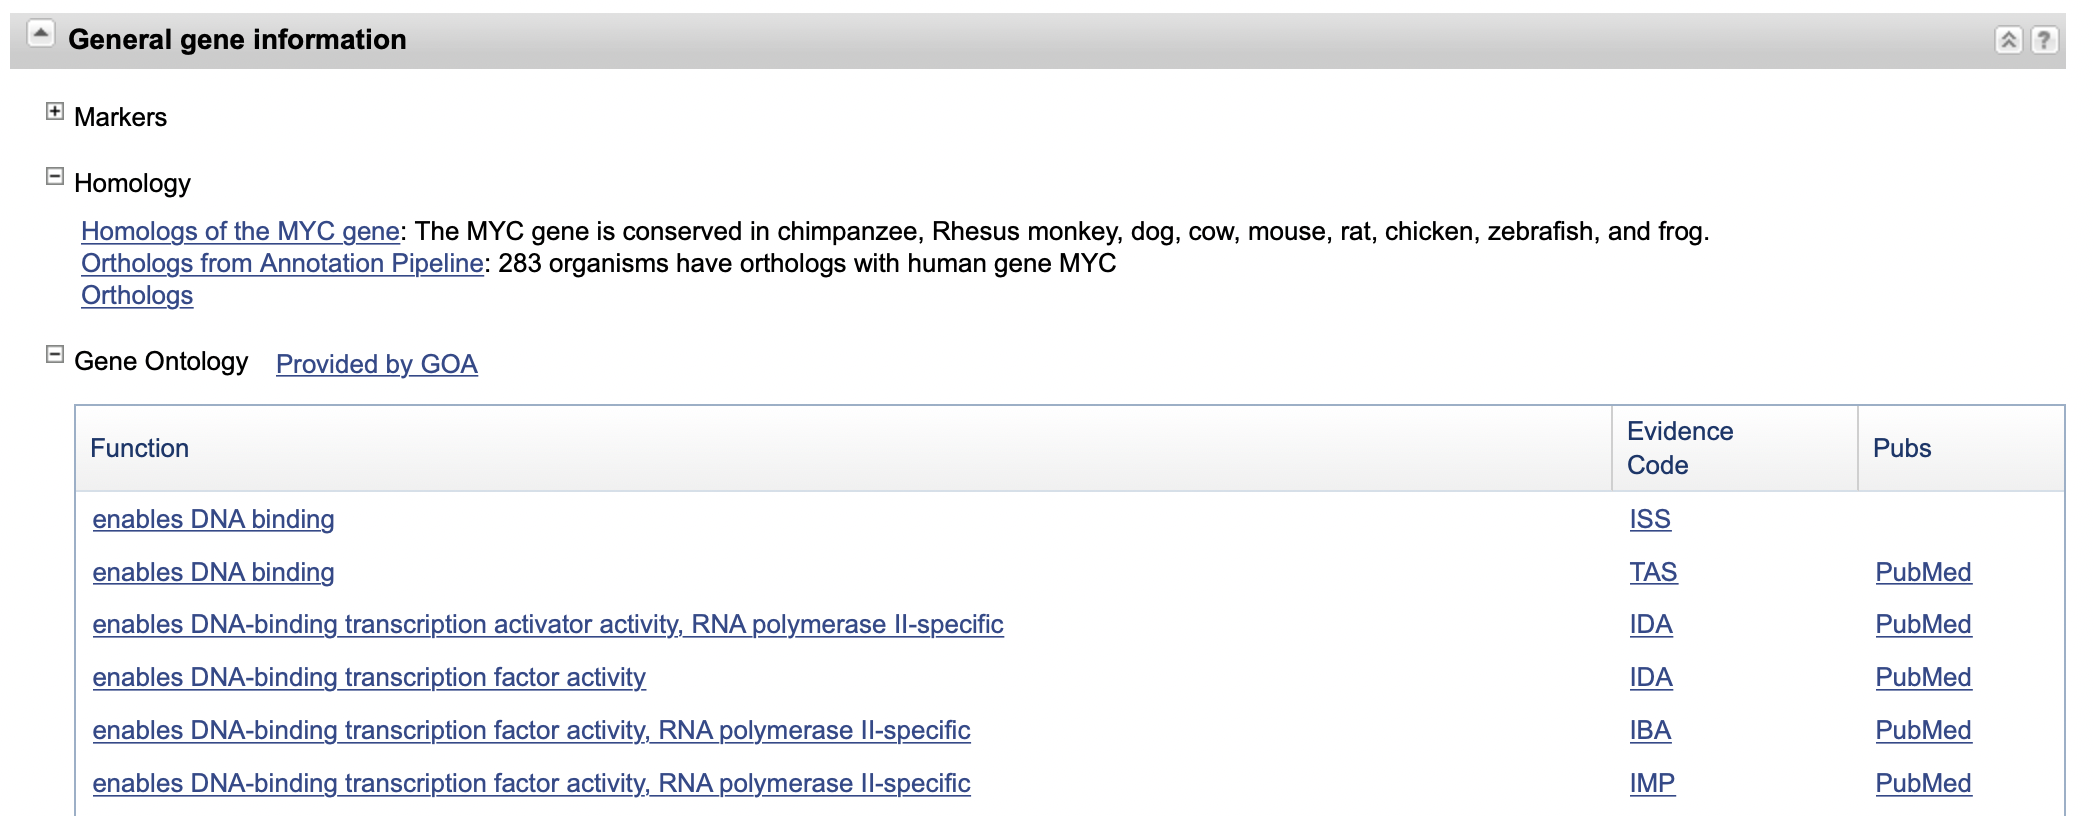 General gene information
?
Markers
Homology
Homologs of the MYC gene: The MYC gene is conserved in chimpanzee, Rhesus monkey, dog, cow, mouse, rat, chicken, zebrafish, and frog.
Orthologs from Annotation Pipeline: 283 organisms have orthologs with human gene MYC
Orthologs
Gene Ontology Provided by GOA
Function Evidence Code Pubs
enables DNA binding ISS
enables DNA binding TAS PubMed
enables DNA-binding transcription activator activity, RNA polymerase II-specific IDA PubMed
enables DNA-binding transcription factor activity IDA PubMed
enables DNA-binding transcription factor activity, RNA polymerase II-specific IBA PubMed
enables DNA-binding transcription factor activity, RNA polymerase II-specific IMP PubMed